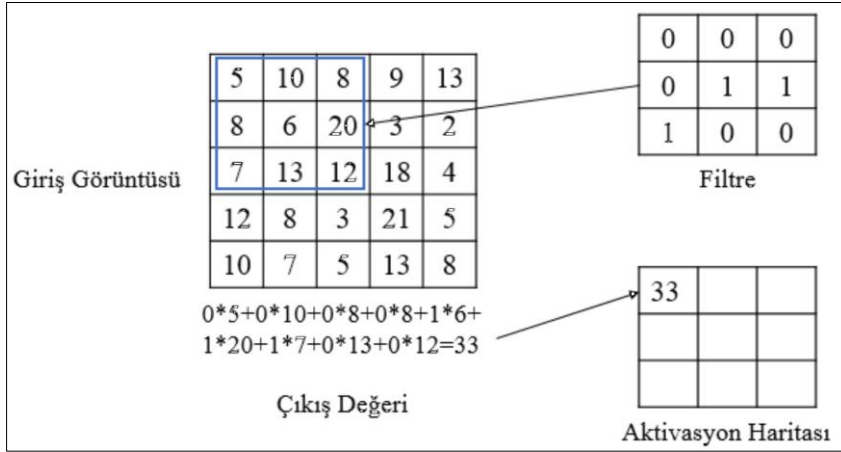 5 10 8 9 13
8 6 20 3 2
7 13 12 18 4
12 8 3 21 5
10 7 5 13 8
Giriş Görüntüsü
0*5+0*10+0*8+0*8+1*6+
1*20+1*7+0*13+0*12=33
Çıkış Değeri
0 0 0
0 1 1
1 0 0
Filtre
33
Aktivasyon Haritası